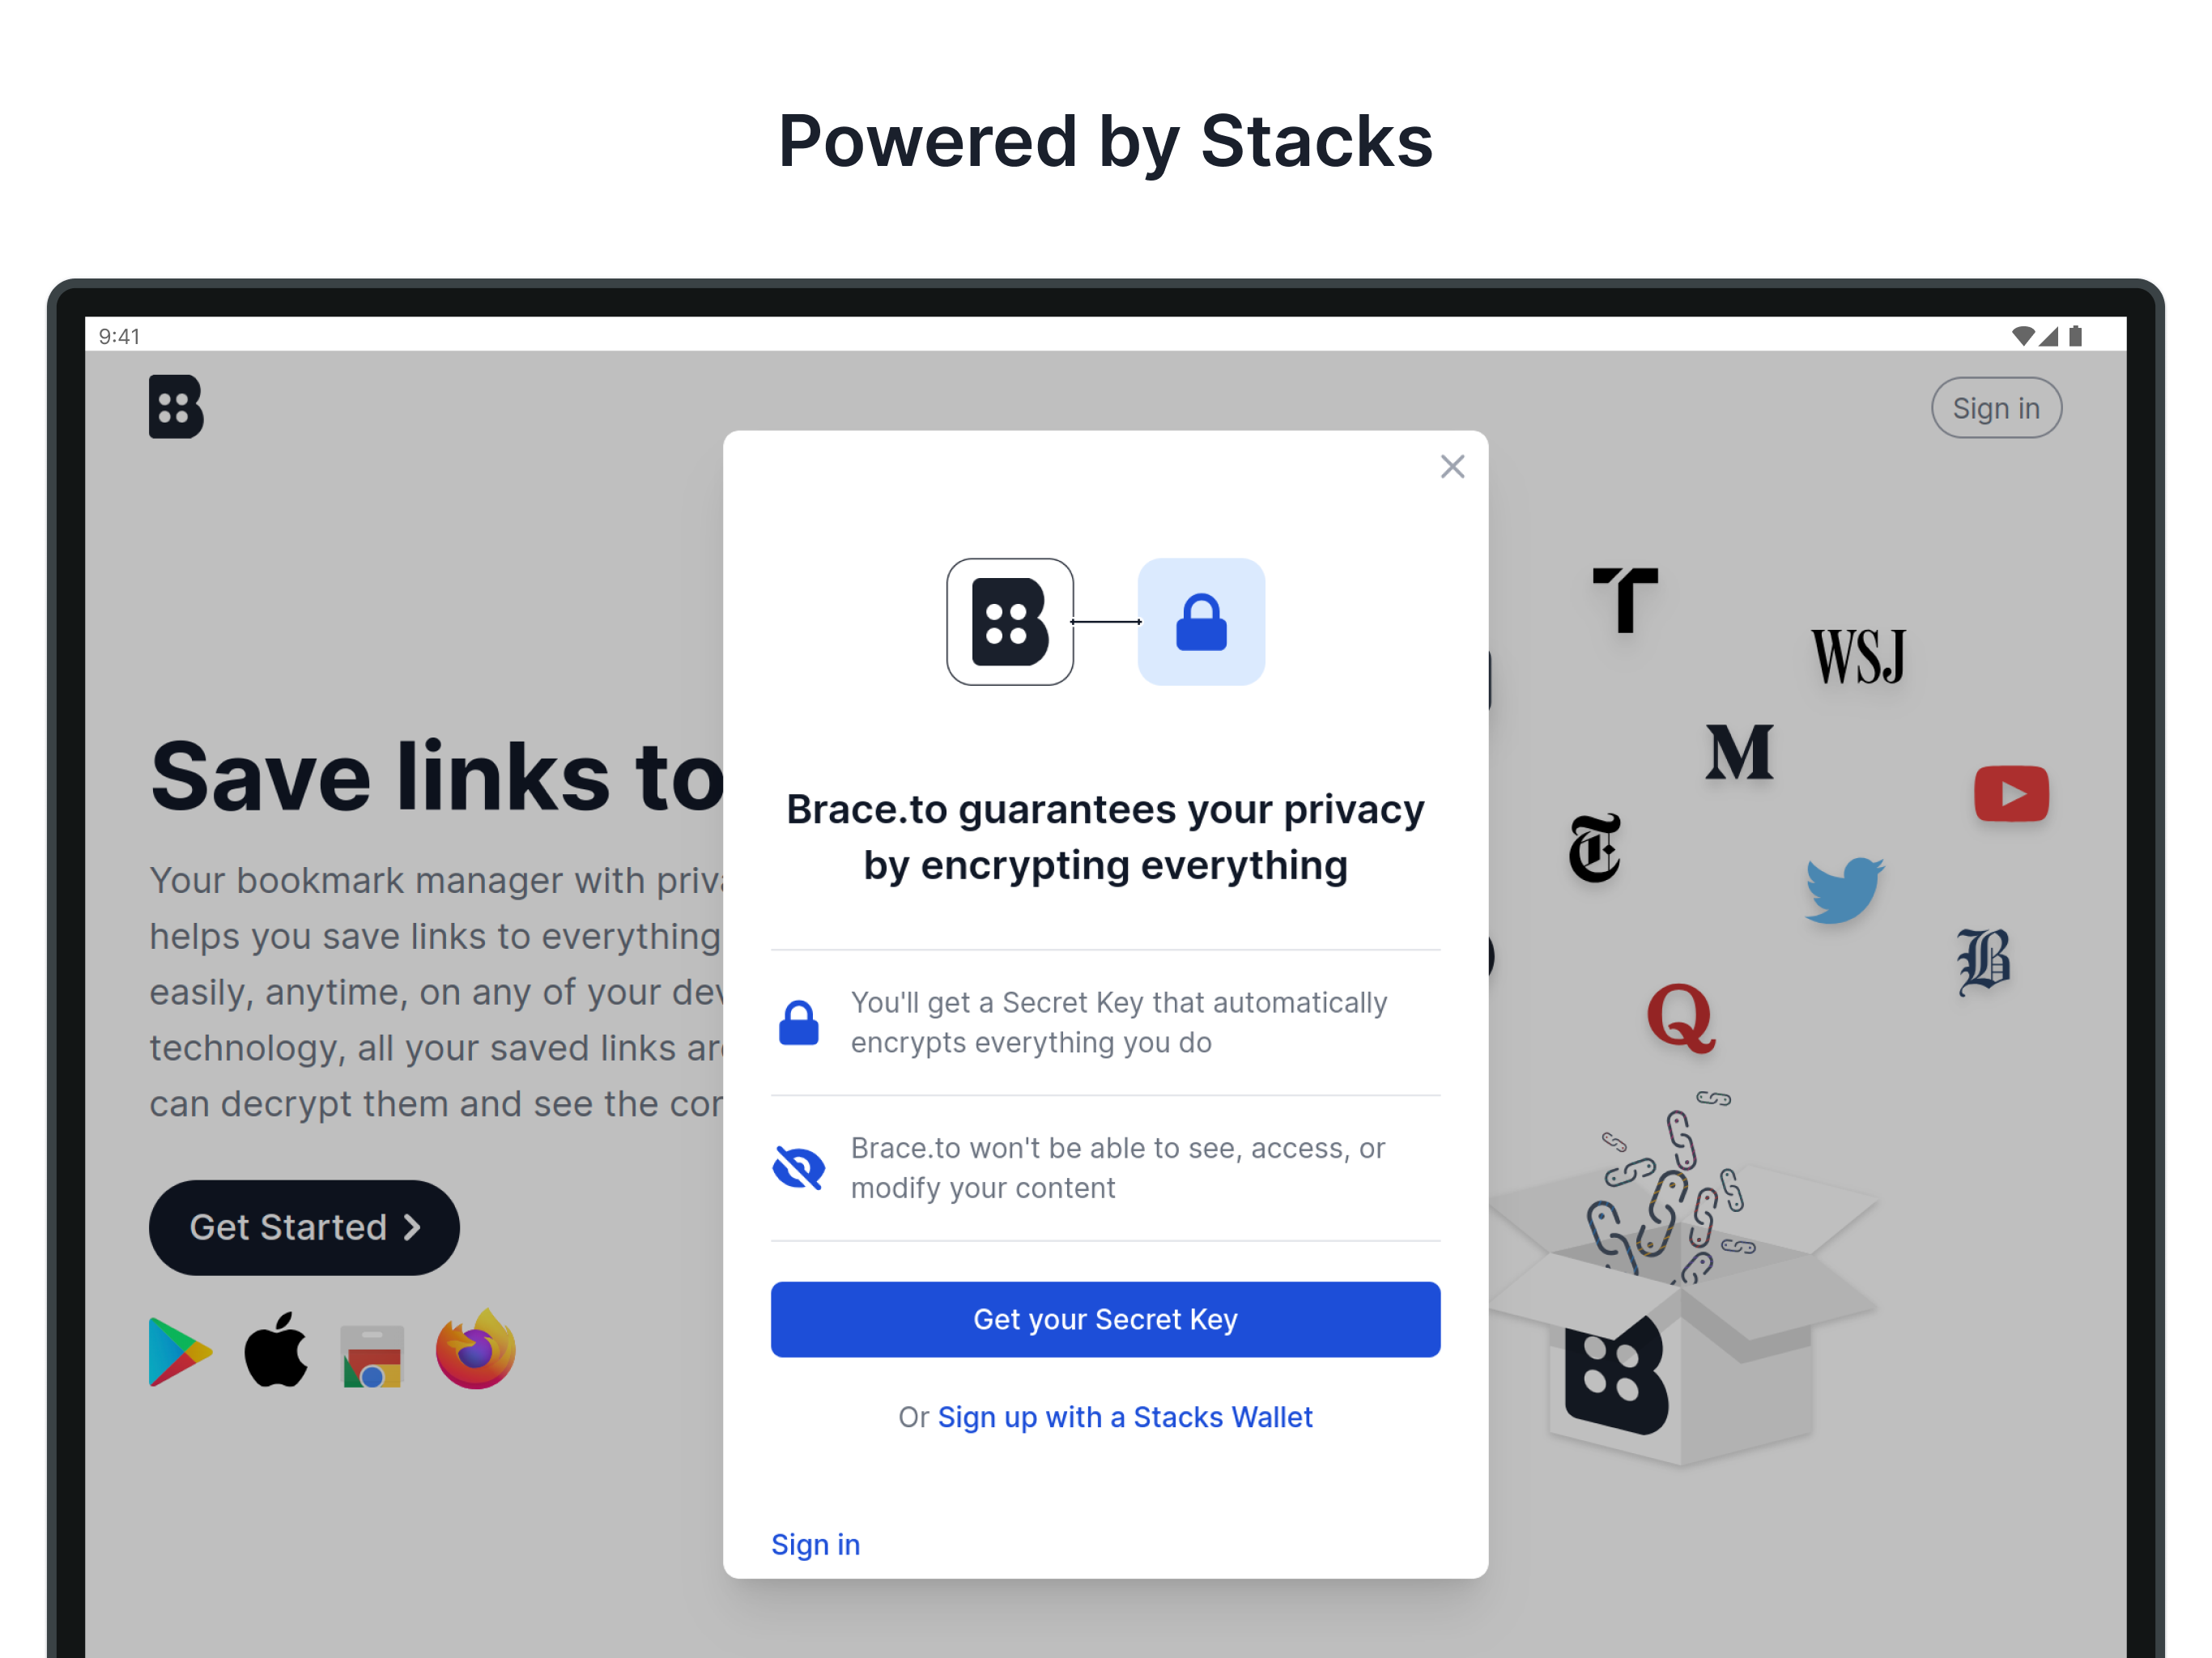 Powered by Stacks
9:41
Sign in
Brace.to guarantees your privacy
by encrypting everything
You'll get a Secret Key that automatically
encrypts everything you do
Brace.to won't be able to see, access, or
modify your content
Get your Secret Key
Or Sign up with a Stacks Wallet
Sign in
Save links to
Your bookmark manager with
helps you save links to everything
easily, anytime, on any of your
technology, all your saved links
can decrypt them and see the
Get Started
T
WSJ
M
T
B
Q